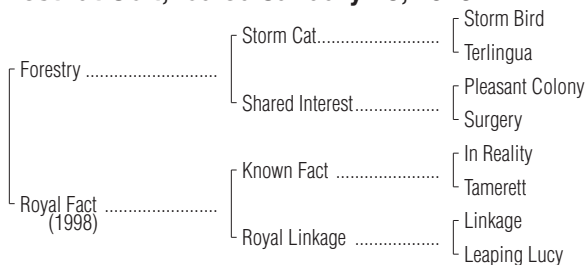 Storm Bird
Storm Cat
Terlingua
Forestry
Pleasant Colony
Shared Interest
Surgery
In Reality
Known Fact
Tamerett
Royal Fact
(1998)
Linkage
Royal Linkage
Leaping Lucy